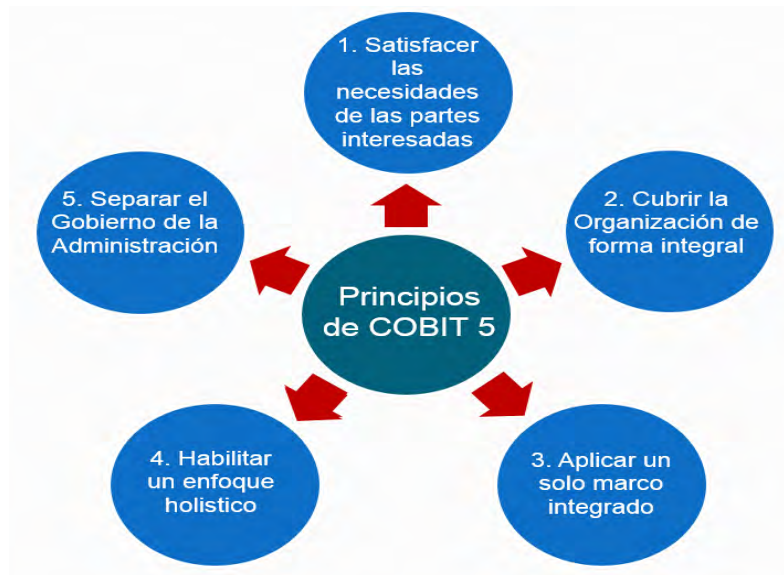 1. Satisfacer
las
necesidades
de las partes
interesadas
5. Separar el
Gobierno de la
Administración
2. Cubrir la
Organización de
forma integral
Principios
de COBIT 5
4. Habilitar
un enfoque
holistico
3. Aplicar un
solo marco
integrado